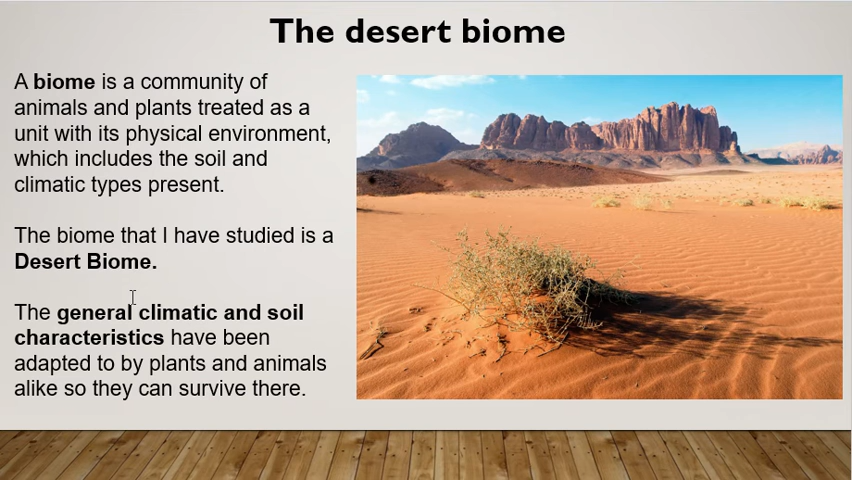 The desert biome
A biome is a community of
animals and plants treated as a
unit with its physical environment,
which includes the soil and
climatic types present.
The biome that I have studied is a
Desert Biome.
The general climatic and soil
characteristics have been
adapted to by plants and animals
alike so they can survive there.